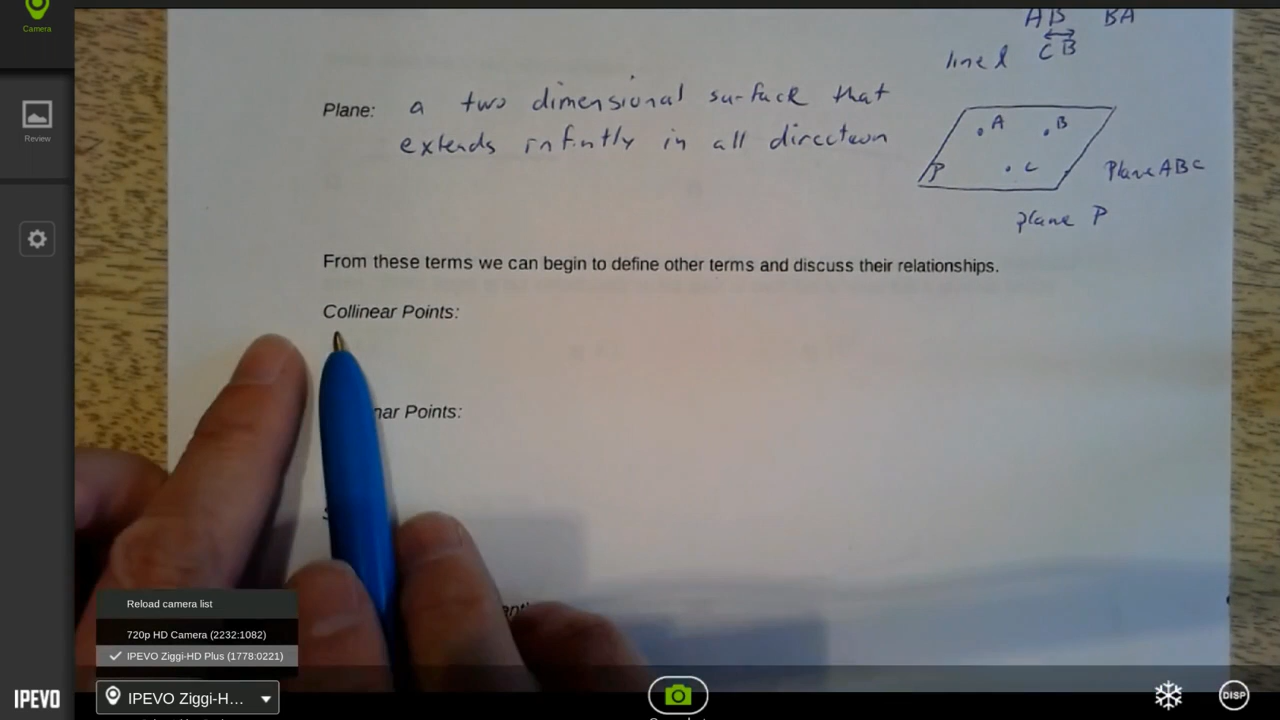 Camera
AB BA
line l CB
Plane: a two dimensional surface that
extends infintly in all direction
A B
P C Plane ABC
plane P
Review
From these terms we can begin to define other terms and discuss their relationships.
Collinear Points:
nar Points:
Reload camera list
720p HD Camera (2232:1082)
IPEVO Ziggi-HD Plus (1778:0221)
IPEVO
IPEVO Ziggi-H...
DISP